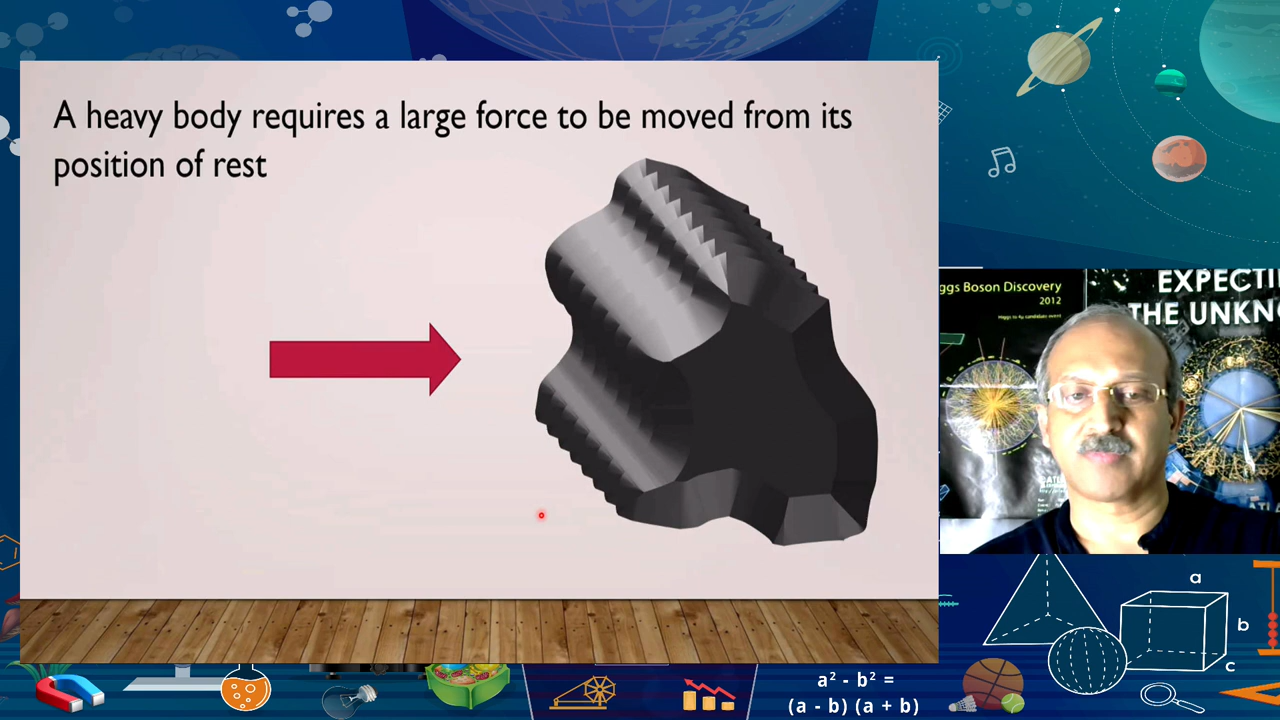 A heavy body requires a large force to be moved from its
position of rest
ggs Boson Discovery
2012
EXPECTI
THE UNKN
a
b
c
a² - b² =
(a - b) (a + b)